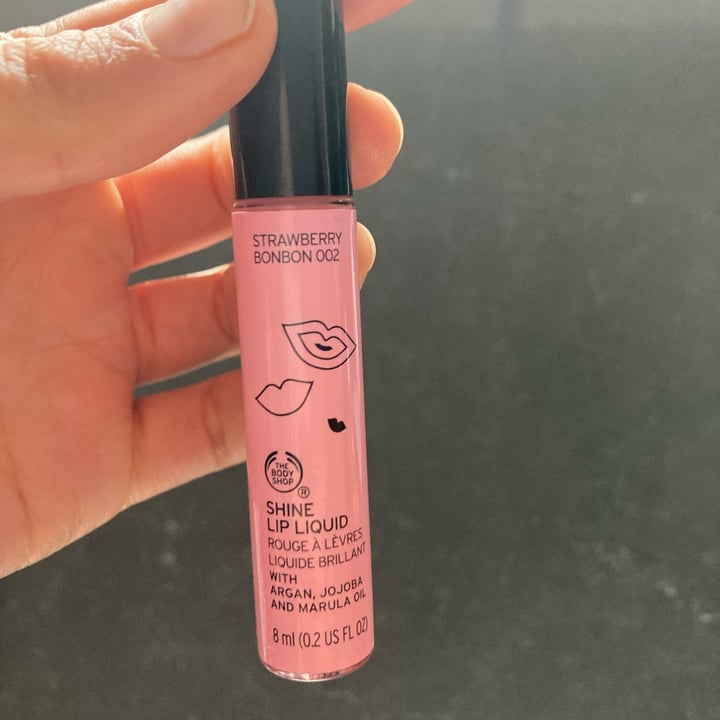 STRAWBERRY
BONBON 002
THE
BODY
SHOP
®
SHINE
LIP LIQUID
ROUGE À LÈVRES
LIQUIDE BRILLANT
WITH
ARGAN, JOJOBA
AND MARULA OIL
8 ml (0.2 US FL OZ)